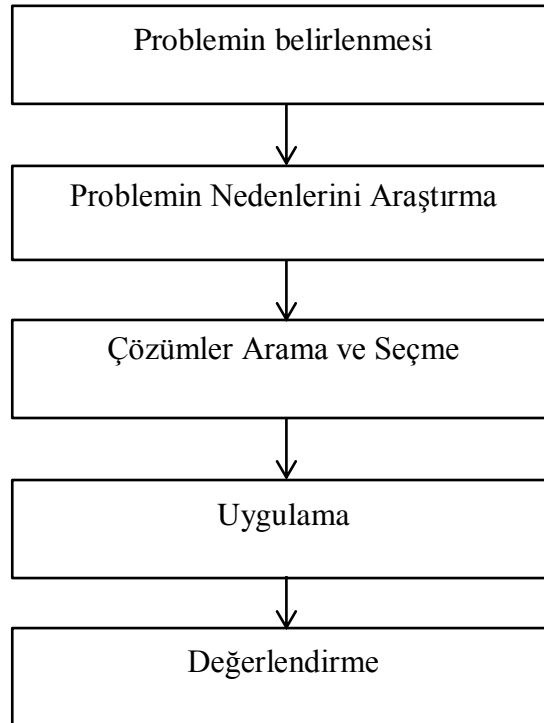 Problemin belirlenmesi
Problemin Nedenlerini Araştırma
Çözümler Arama ve Seçme
Uygulama
Değerlendirme